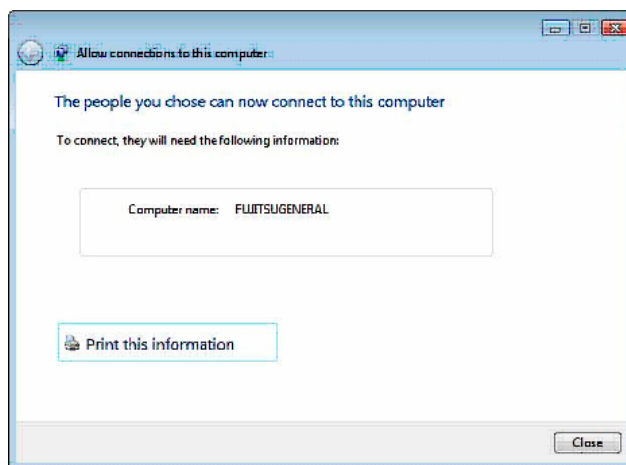 Allow connections to this computer
The people you chose can now connect to this computer
To connect, they will need the following information:
Computer name: FUJITSUGENERAL
Print this information
Close